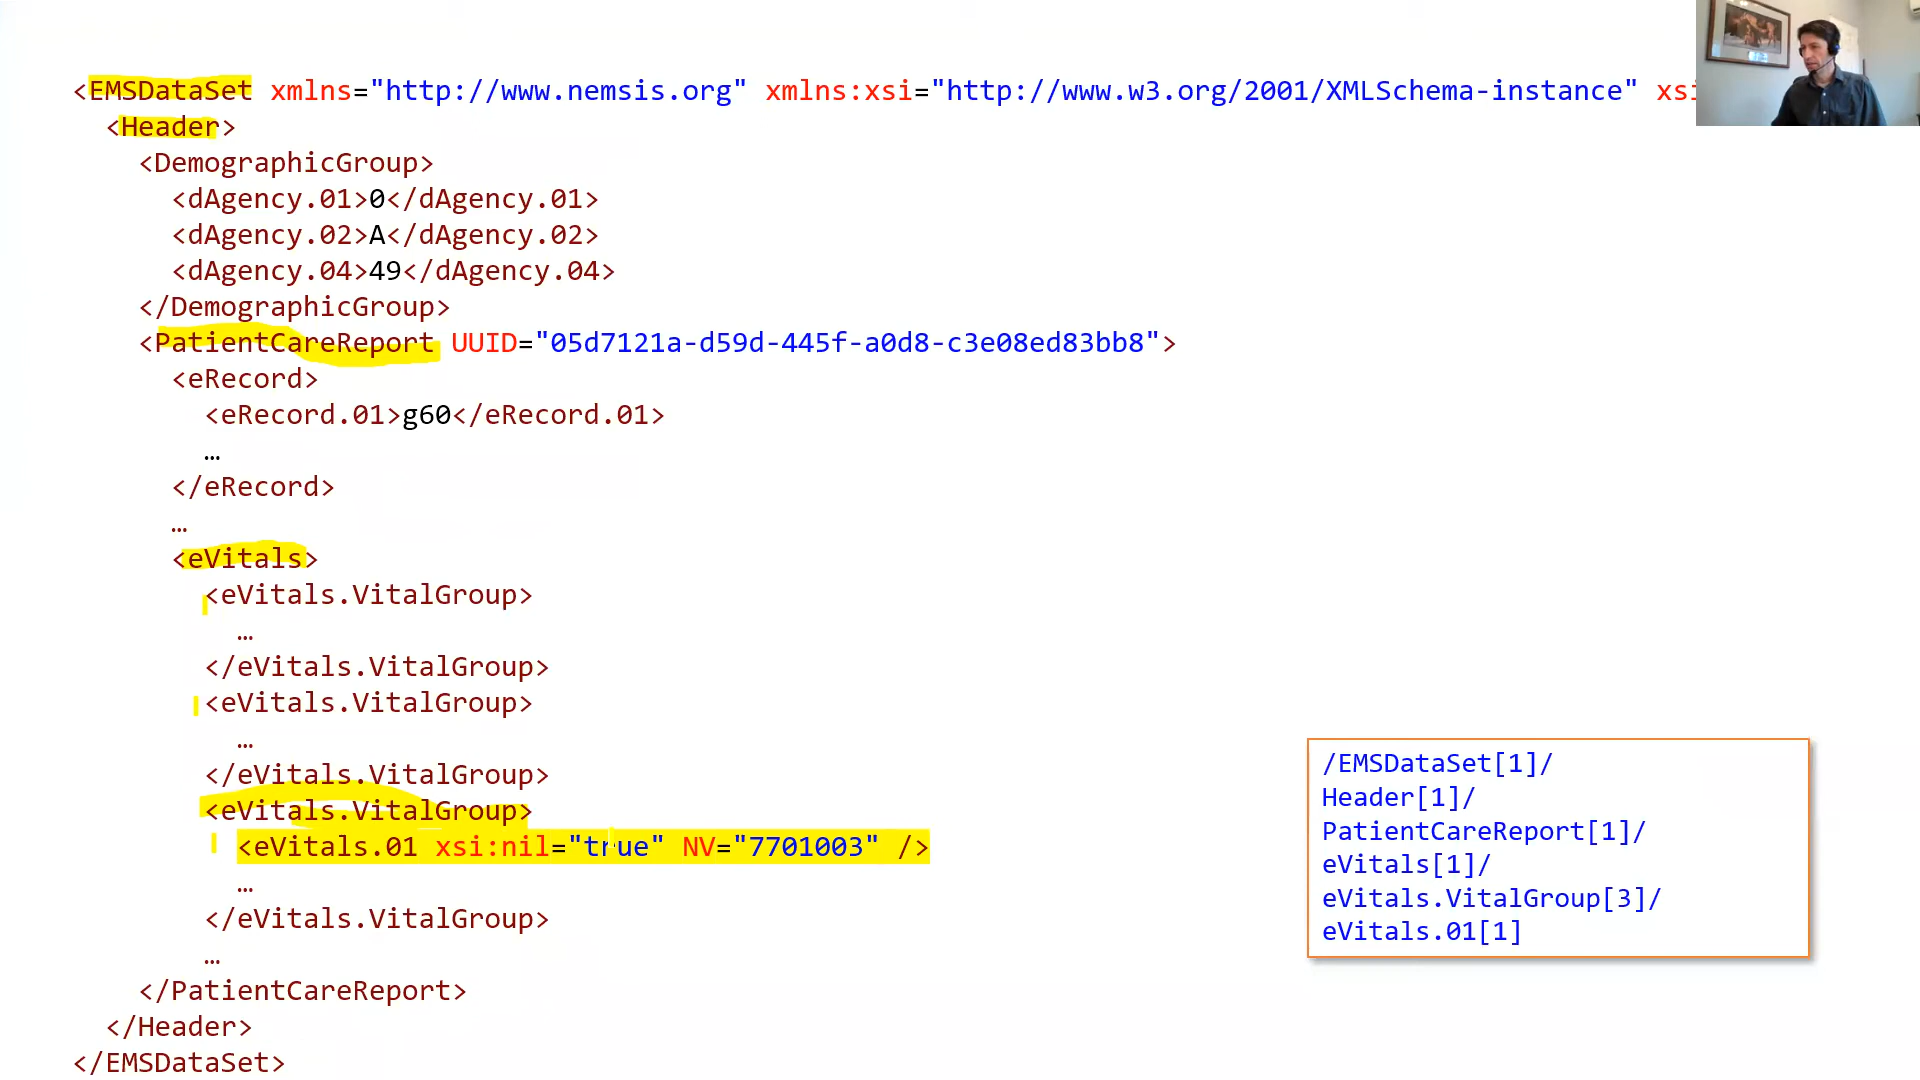 <EMSDataSet xmlns="http://www.nemsis.org" xmlns:xsi="http://www.w3.org/2001/XMLSchema-instance" xsi
<Header>
<DemographicGroup>
<dAgency.01>0</dAgency.01>
<dAgency.02>A</dAgency.02>
<dAgency.04>49</dAgency.04>
</DemographicGroup>
<PatientCareReport UUID="05d7121a-d59d-445f-a0d8-c3e08ed83bb8">
<eRecord>
<eRecord.01>g60</eRecord.01>
…
</eRecord>
…
<eVitals>
<eVitals.VitalGroup>
…
</eVitals.VitalGroup>
<eVitals.VitalGroup>
…
</eVitals.VitalGroup>
<eVitals.VitalGroup>
<eVitals.01 xsi:nil="true" NV="7701003" />
…
</eVitals.VitalGroup>
…
</PatientCareReport>
</Header>
</EMSDataSet>
/EMSDataSet[1]/
Header[1]/
PatientCareReport[1]/
eVitals[1]/
eVitals.VitalGroup[3]/
eVitals.01[1]